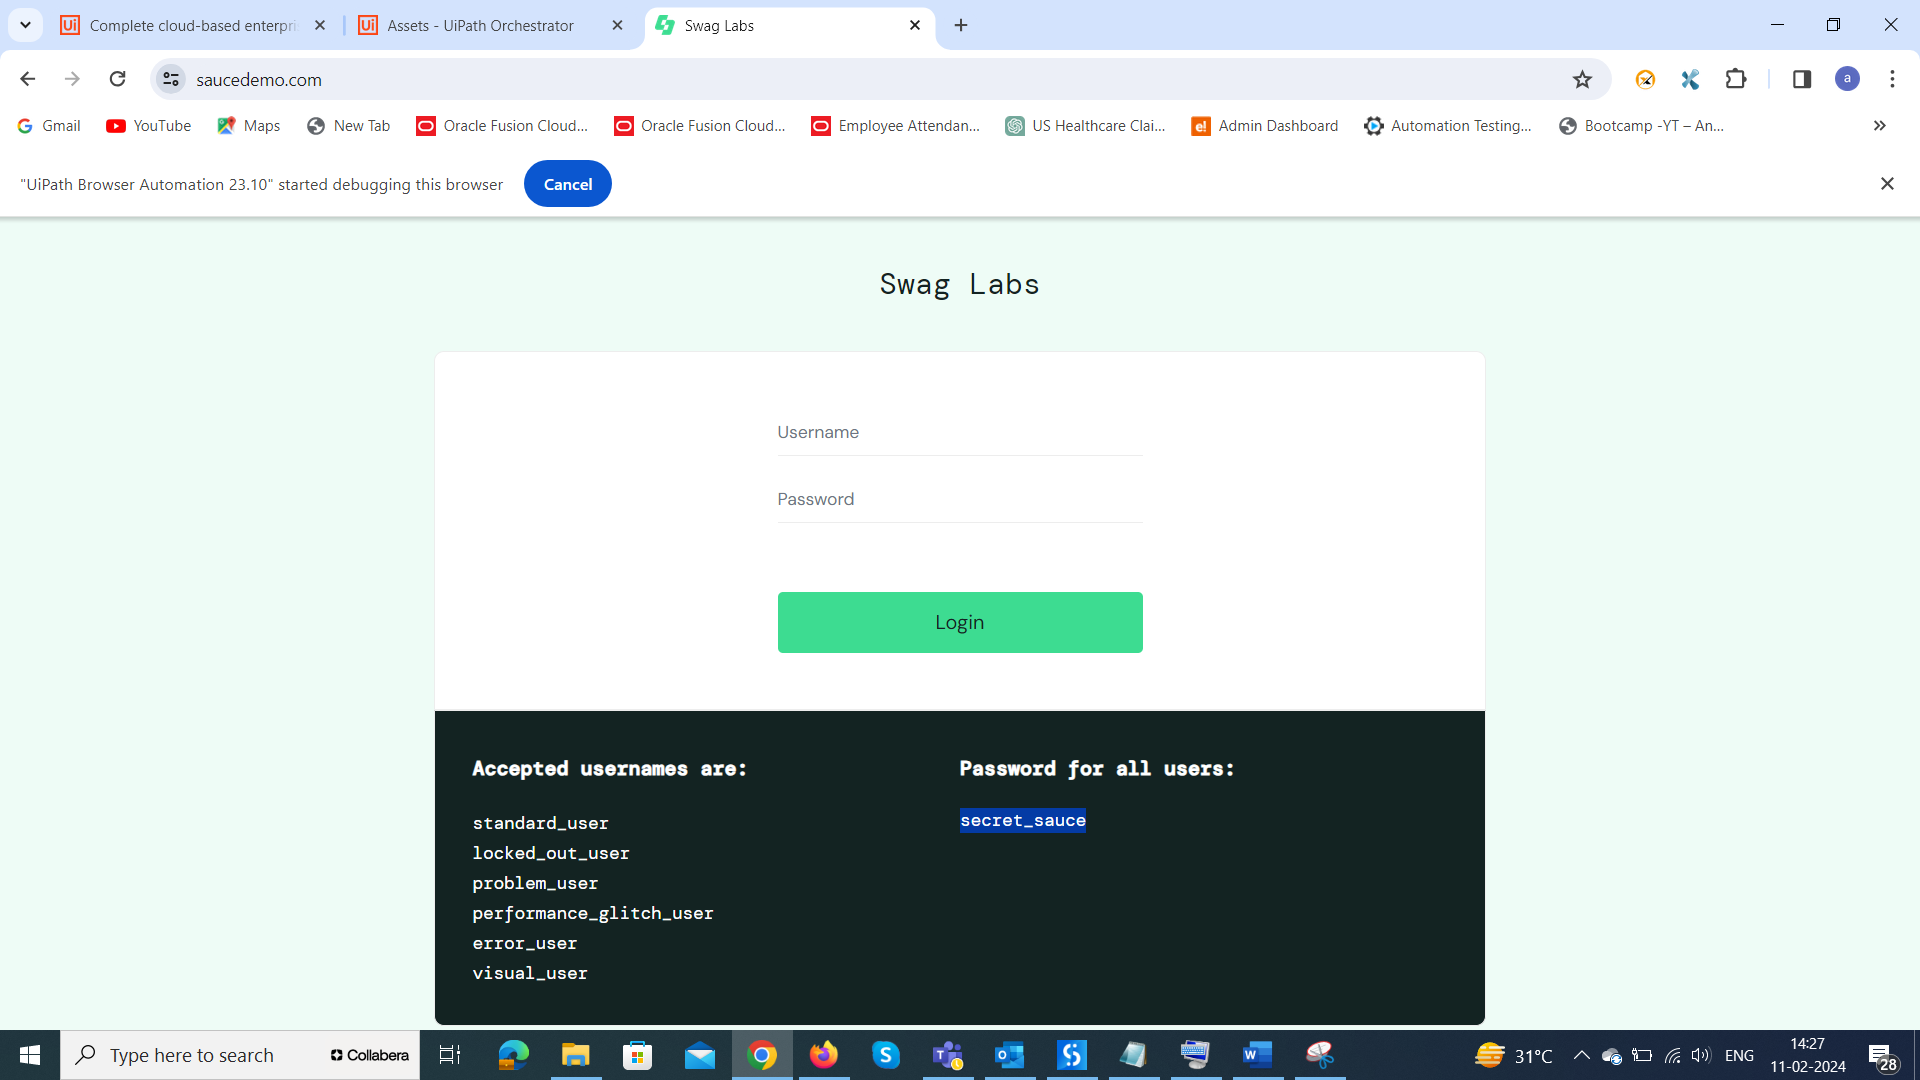 Complete cloud-based enterpri
Assets - UiPath Orchestrator
Swag Labs
saucedemo.com
a
Gmail
YouTube
Maps
New Tab
Oracle Fusion Cloud...
Oracle Fusion Cloud...
Employee Attendan...
US Healthcare Clai...
Admin Dashboard
Automation Testing...
Bootcamp -YT – An...
"UiPath Browser Automation 23.10" started debugging this browser
Cancel
Swag Labs
Username
Password
Login
Accepted usernames are:
standard_user
locked_out_user
problem_user
performance_glitch_user
error_user
visual_user
Password for all users:
secret_sauce
Type here to search
Collabera
31°C
ENG
14:27
11-02-2024
28